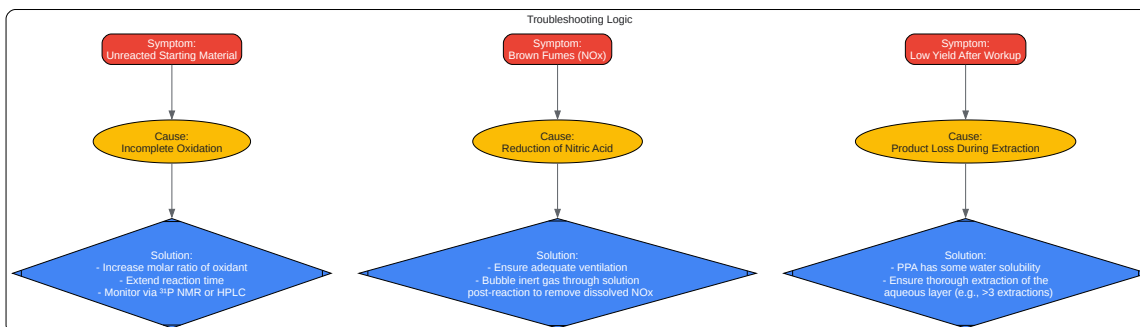 Troubleshooting Logic
Symptom:
Unreacted Starting Material
Cause:
Incomplete Oxidation
Solution:
- Increase molar ratio of oxidant
- Extend reaction time
- Monitor via ³¹P NMR or HPLC
Symptom:
Brown Fumes (NOx)
Cause:
Reduction of Nitric Acid
Solution:
- Ensure adequate ventilation
- Bubble inert gas through solution
post-reaction to remove dissolved NOx
Symptom:
Low Yield After Workup
Cause:
Product Loss During Extraction
Solution:
- PPA has some water solubility
- Ensure thorough extraction of the
aqueous layer (e.g., >3 extractions)